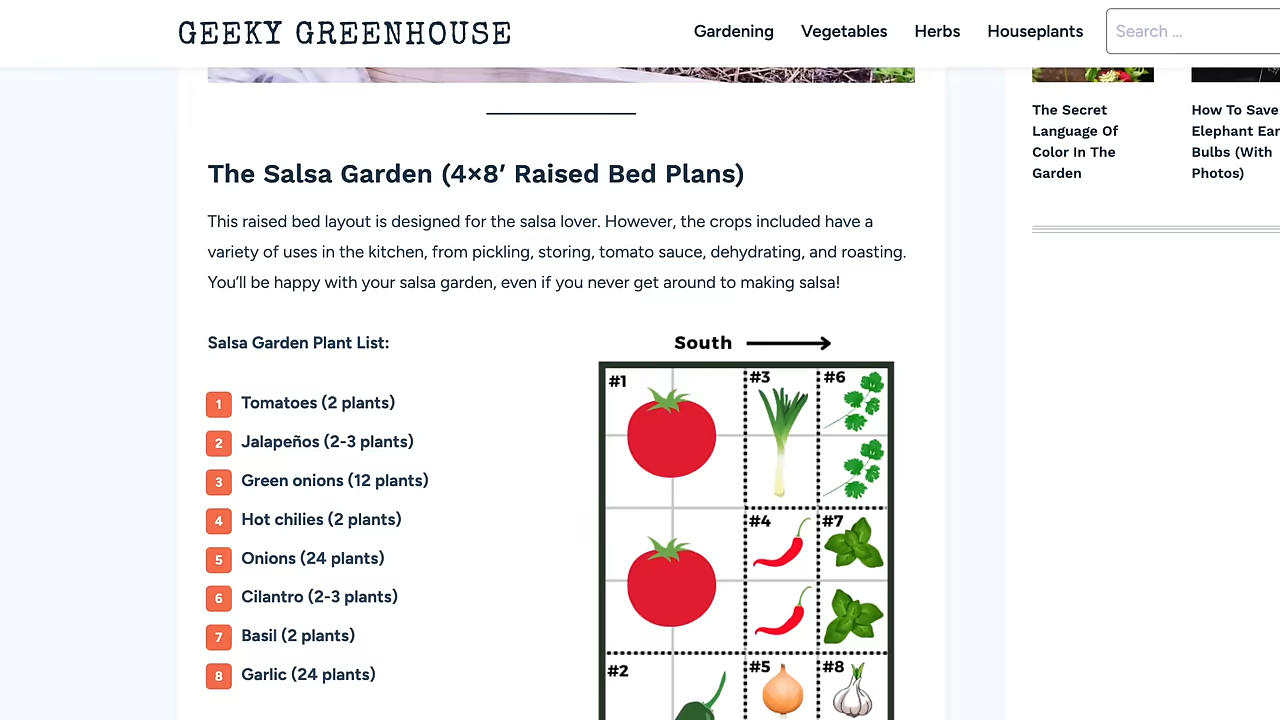 GEEKY GREENHOUSE
Gardening Vegetables Herbs Houseplants Search ...
The Salsa Garden (4×8′ Raised Bed Plans)
This raised bed layout is designed for the salsa lover. However, the crops included have a
variety of uses in the kitchen, from pickling, storing, tomato sauce, dehydrating, and roasting.
You’ll be happy with your salsa garden, even if you never get around to making salsa!
Salsa Garden Plant List:
1 Tomatoes (2 plants)
2 Jalapeños (2-3 plants)
3 Green onions (12 plants)
4 Hot chilies (2 plants)
5 Onions (24 plants)
6 Cilantro (2-3 plants)
7 Basil (2 plants)
8 Garlic (24 plants)
South
#1 #3 #6
#4 #7
#2 #5 #8
The Secret
Language Of
Color In The
Garden
How To Save
Elephant Ear
Bulbs (With
Photos)